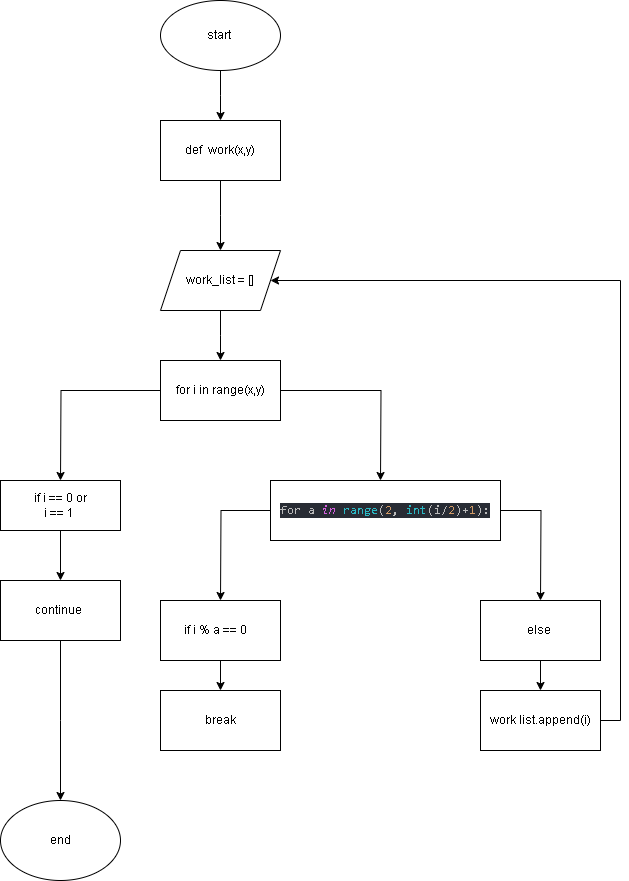 start
def work(x,y)
work_list = []
for i in range(x,y)
if i == 0 or
i == 1
for a in range(2, int(i/2)+1):
continue
if i % a == 0
else
break
work list.append(i)
end